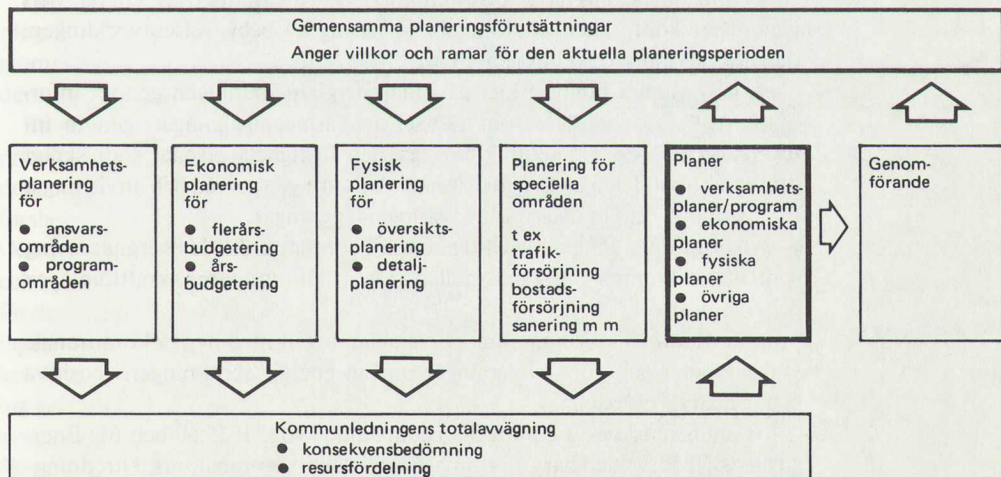 Gemensamma planeringsförutsättningar
Anger villkor och ramar för den aktuella planeringsperioden
Verksamhets-
planering
för
● ansvars-
områden
● program-
områden
Ekonomisk
planering
för
● flerårs-
budgetering
● års-
budgetering
Fysisk
planering
för
● översikts-
planering
● detalj-
planering
Planering för
speciella
områden
t ex
trafik-
försörjning
bostads-
försörjning
sanering m m
Planer
● verksamhets-
planer/program
● ekonomiska
planer
● fysiska
planer
● övriga
planer
Genom-
förande
Kommunledningens totalavvägning
● konsekvensbedömning
● resursfördelning